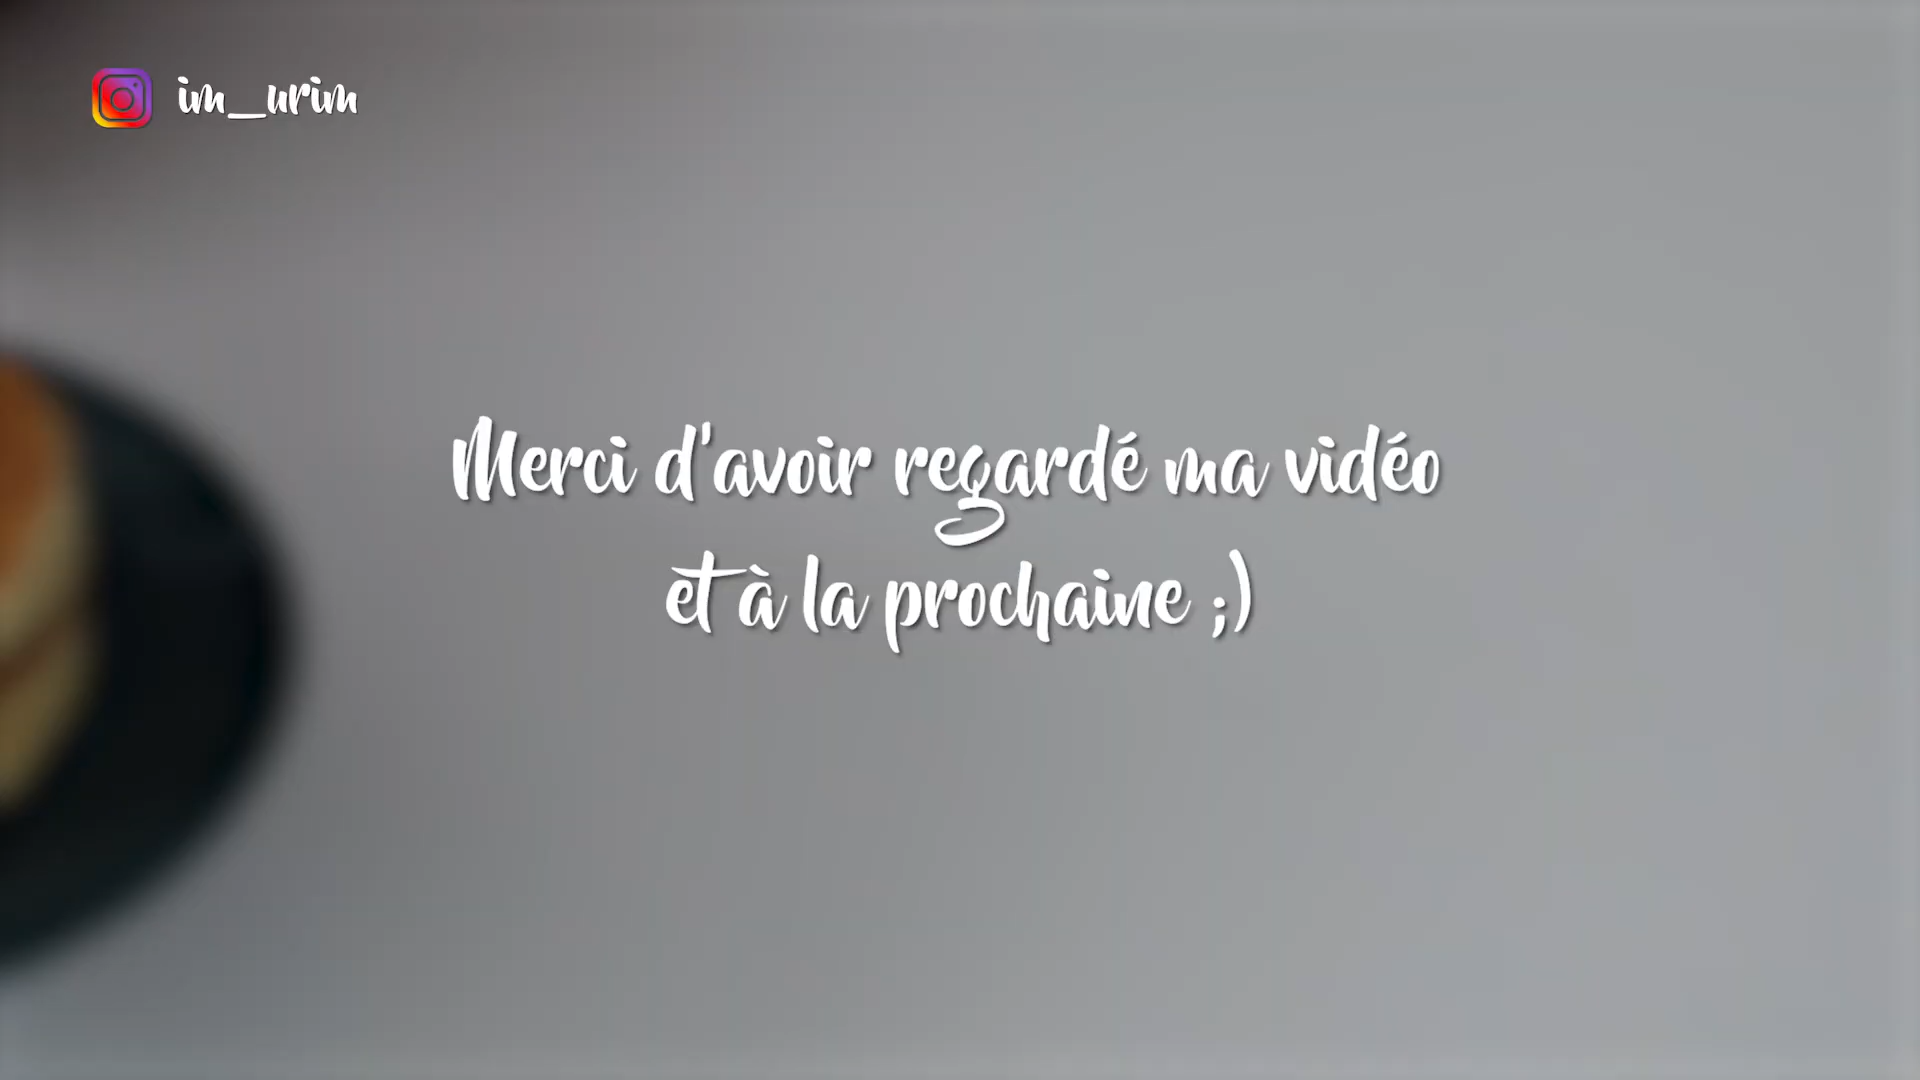 im_urim
Merci d'avoir regardé ma vidéo
et à la prochaine ;)